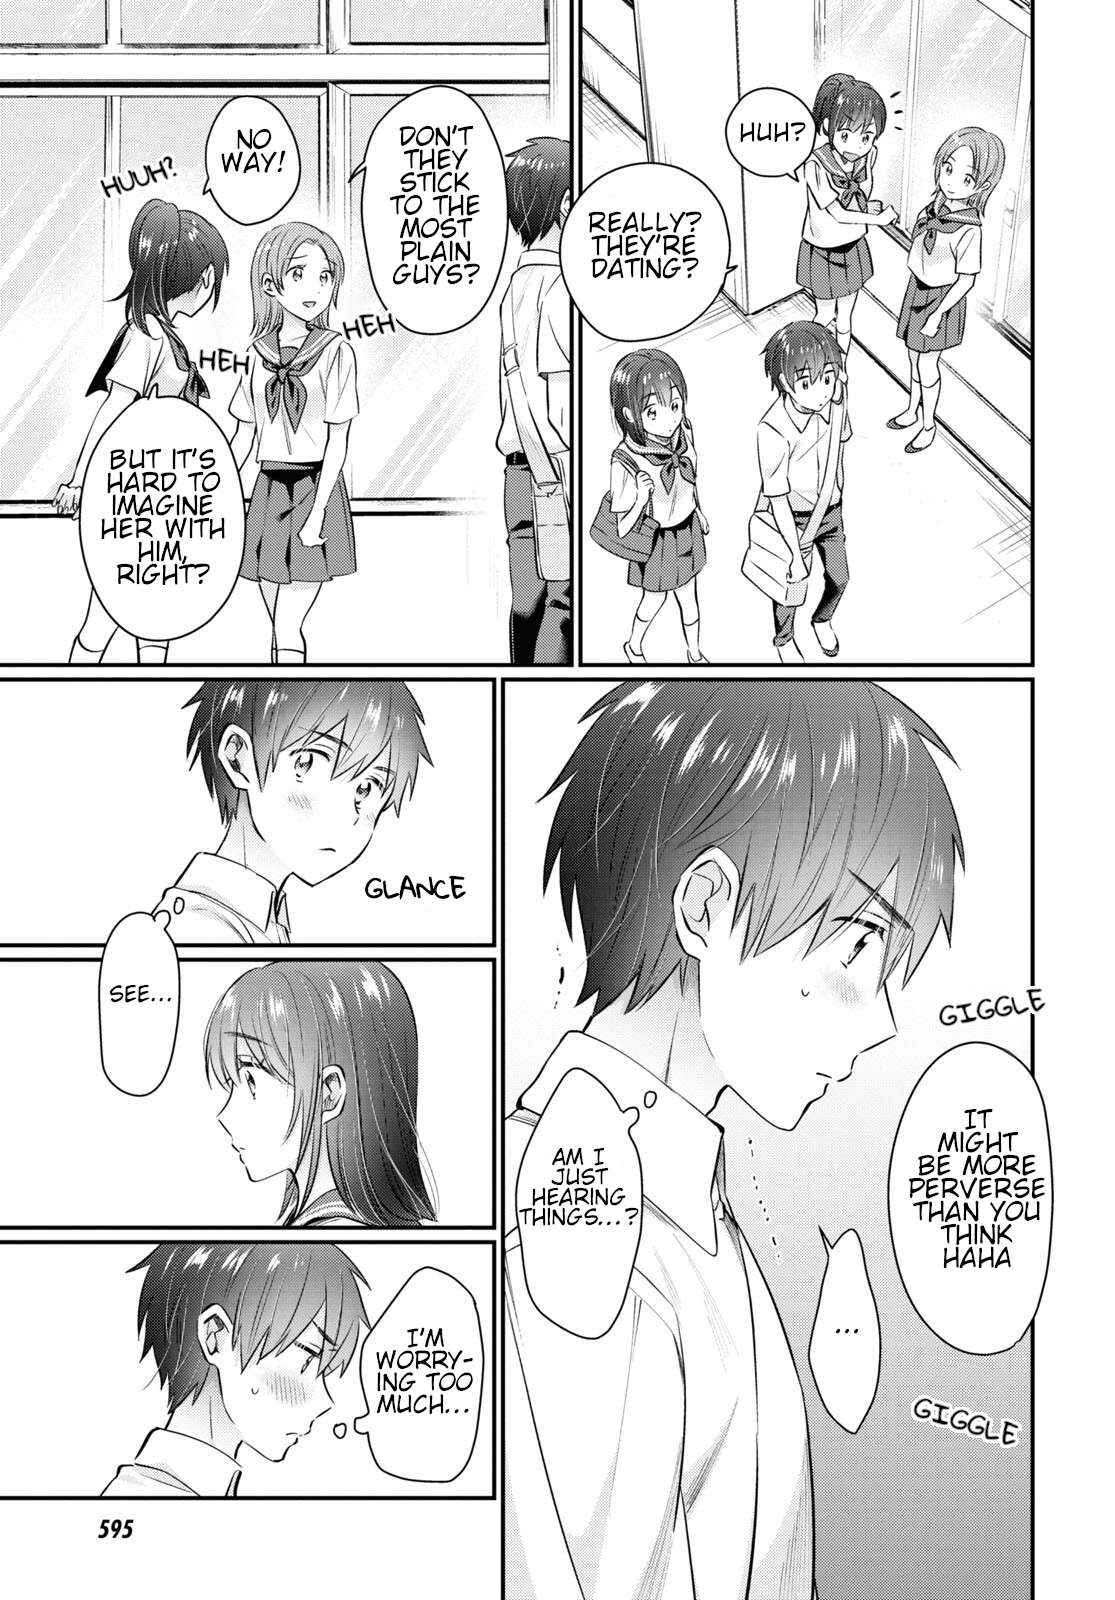 HUH?
REALLY?
THEY'RE
DATING?
DON'T
THEY
STICK
TO THE
MOST
PLAIN
GUYS?
NO
WAY!
HUUH?
HEH
HEH
BUT IT'S
HARD TO
IMAGINE
HER WITH
HIM,
RIGHT?
GIGGLE
IT
MIGHT
BE MORE
PERVERSE
THAN YOU
THINK
HAHA
...
AM I
JUST
HEARING
THINGS...?
GIGGLE
GLANCE
SEE...
I'M
WORRY-
ING TOO
MUCH...
595